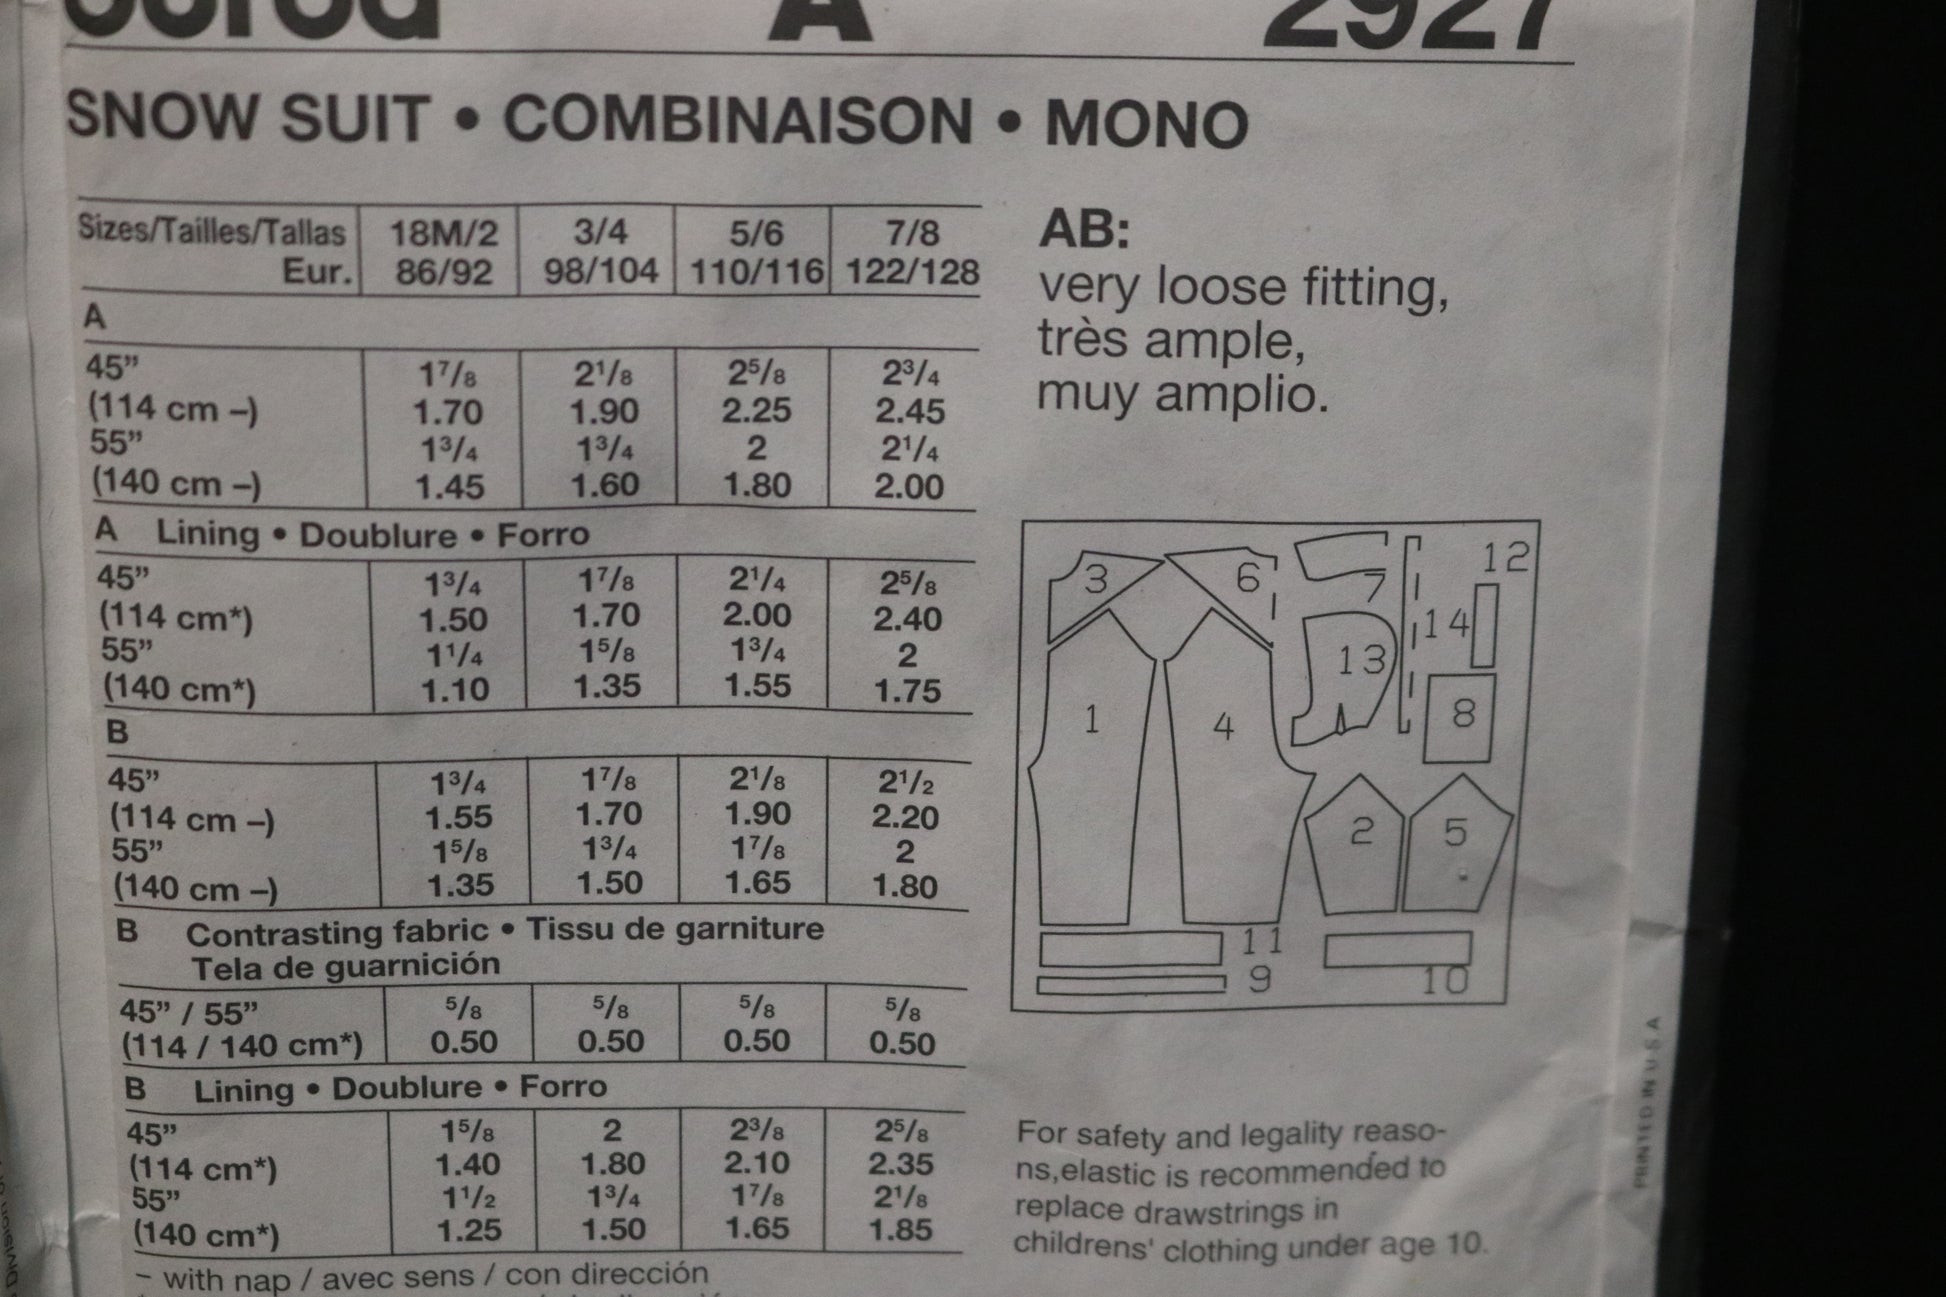 burda A 2927
SNOW SUIT • COMBINAISON • MONO
Sizes/Tailles/Tallas 18M/2 3/4 5/6 7/8
Eur. 86/92 98/104 110/116 122/128
A
45” 1⁷/₈ 2¹/₈ 2⁵/₈ 2³/₄
(114 cm –) 1.70 1.90 2.25 2.45
55” 1³/₄ 1³/₄ 2 2¹/₄
(140 cm –) 1.45 1.60 1.80 2.00
A Lining • Doublure • Forro
45” 1³/₄ 1⁷/₈ 2¹/₄ 2⁵/₈
(114 cm*) 1.50 1.70 2.00 2.40
55” 1¹/₄ 1⁵/₈ 1³/₄ 2
(140 cm*) 1.10 1.35 1.55 1.75
B
45” 1³/₄ 1⁷/₈ 2¹/₈ 2¹/₂
(114 cm –) 1.55 1.70 1.90 2.20
55” 1⁵/₈ 1³/₄ 1⁷/₈ 2
(140 cm –) 1.35 1.50 1.65 1.80
B Contrasting fabric • Tissu de garniture
Tela de guarnición
45” / 55” ⁵/₈ ⁵/₈ ⁵/₈ ⁵/₈
(114 / 140 cm*) 0.50 0.50 0.50 0.50
B Lining • Doublure • Forro
45” 1⁵/₈ 2 2³/₈ 2⁵/₈
(114 cm*) 1.40 1.80 2.10 2.35
55” 1¹/₂ 1³/₄ 1⁷/₈ 2¹/₈
(140 cm*) 1.25 1.50 1.65 1.85
– with nap / avec sens / con dirección
AB:
very loose fitting,
très ample,
muy amplio.
3 6 7 12
14
13
1 4 8
2 5
11
9 10
For safety and legality reaso-
ns,elastic is recommended to
replace drawstrings in
childrens' clothing under age 10.
PRINTED IN U.S.A